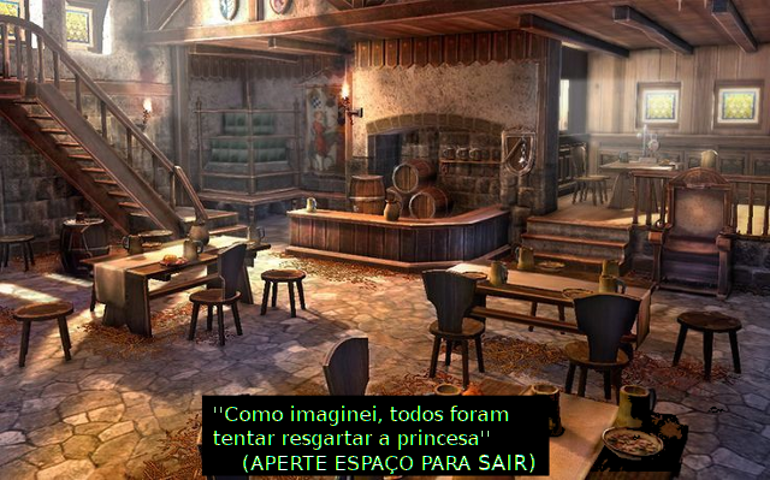 ''Como imaginei, todos foram
tentar resgartar a princesa''
(APERTE ESPAÇO PARA SAIR)